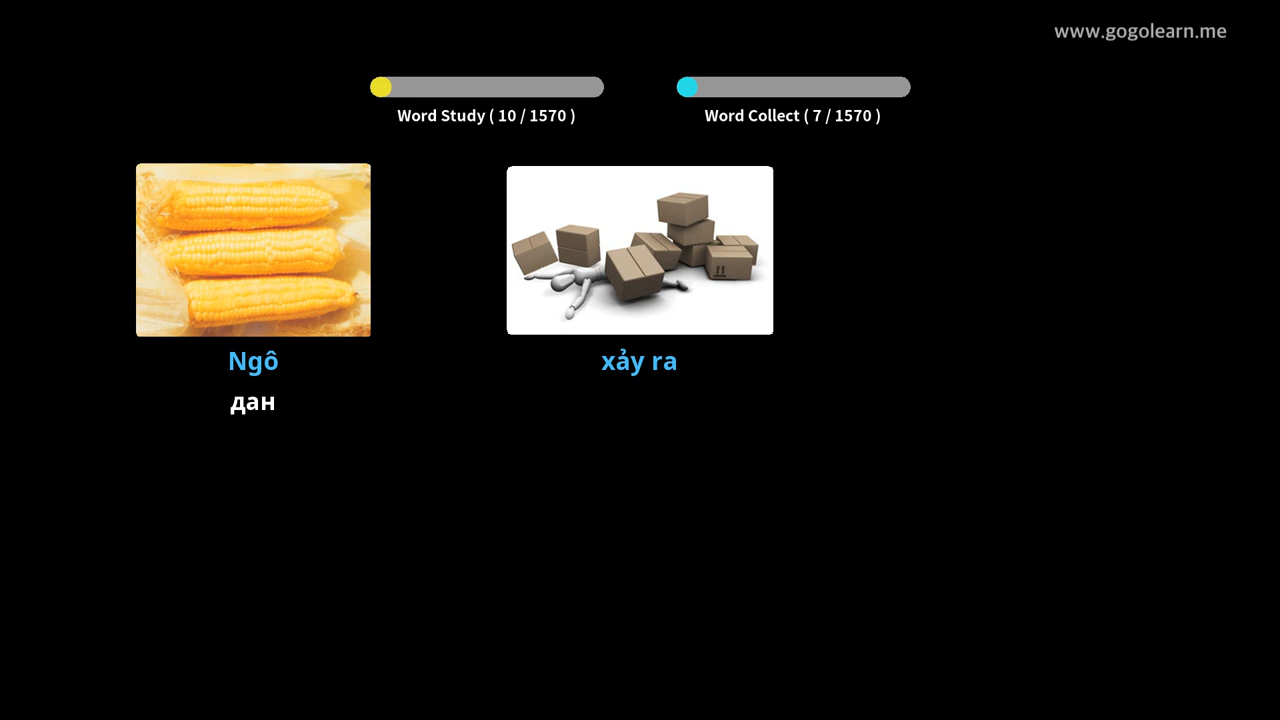 www.gogolearn.me
Word Study ( 10 / 1570 )
Word Collect ( 7 / 1570 )
Ngô
дан
xảy ra